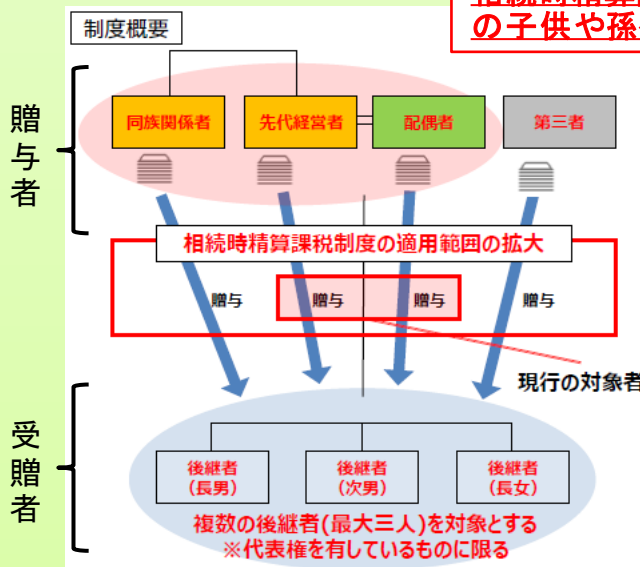 の子供や孫
制度概要
贈与者
同族関係者
先代経営者
配偶者
第三者
相続時精算課税制度の適用範囲の拡大
贈与
贈与
贈与
贈与
現行の対象者
受贈者
後継者
(長男)
後継者
(次男)
後継者
(長女)
複数の後継者(最大三人)を対象とする
※代表権を有しているものに限る